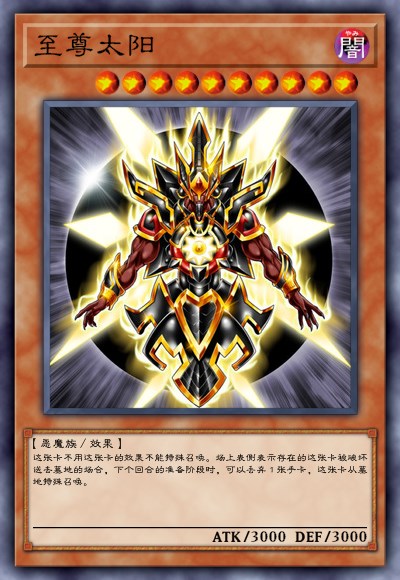 至尊太阳
やみ
闇
【恶魔族／效果】
这张卡不用这张卡的效果不能特殊召唤。场上表侧表示存在的这张卡被破坏
送去墓地的场合，下个回合的准备阶段时，可以丢弃1张手卡，这张卡从墓
地特殊召唤。
ATK/3000 DEF/3000